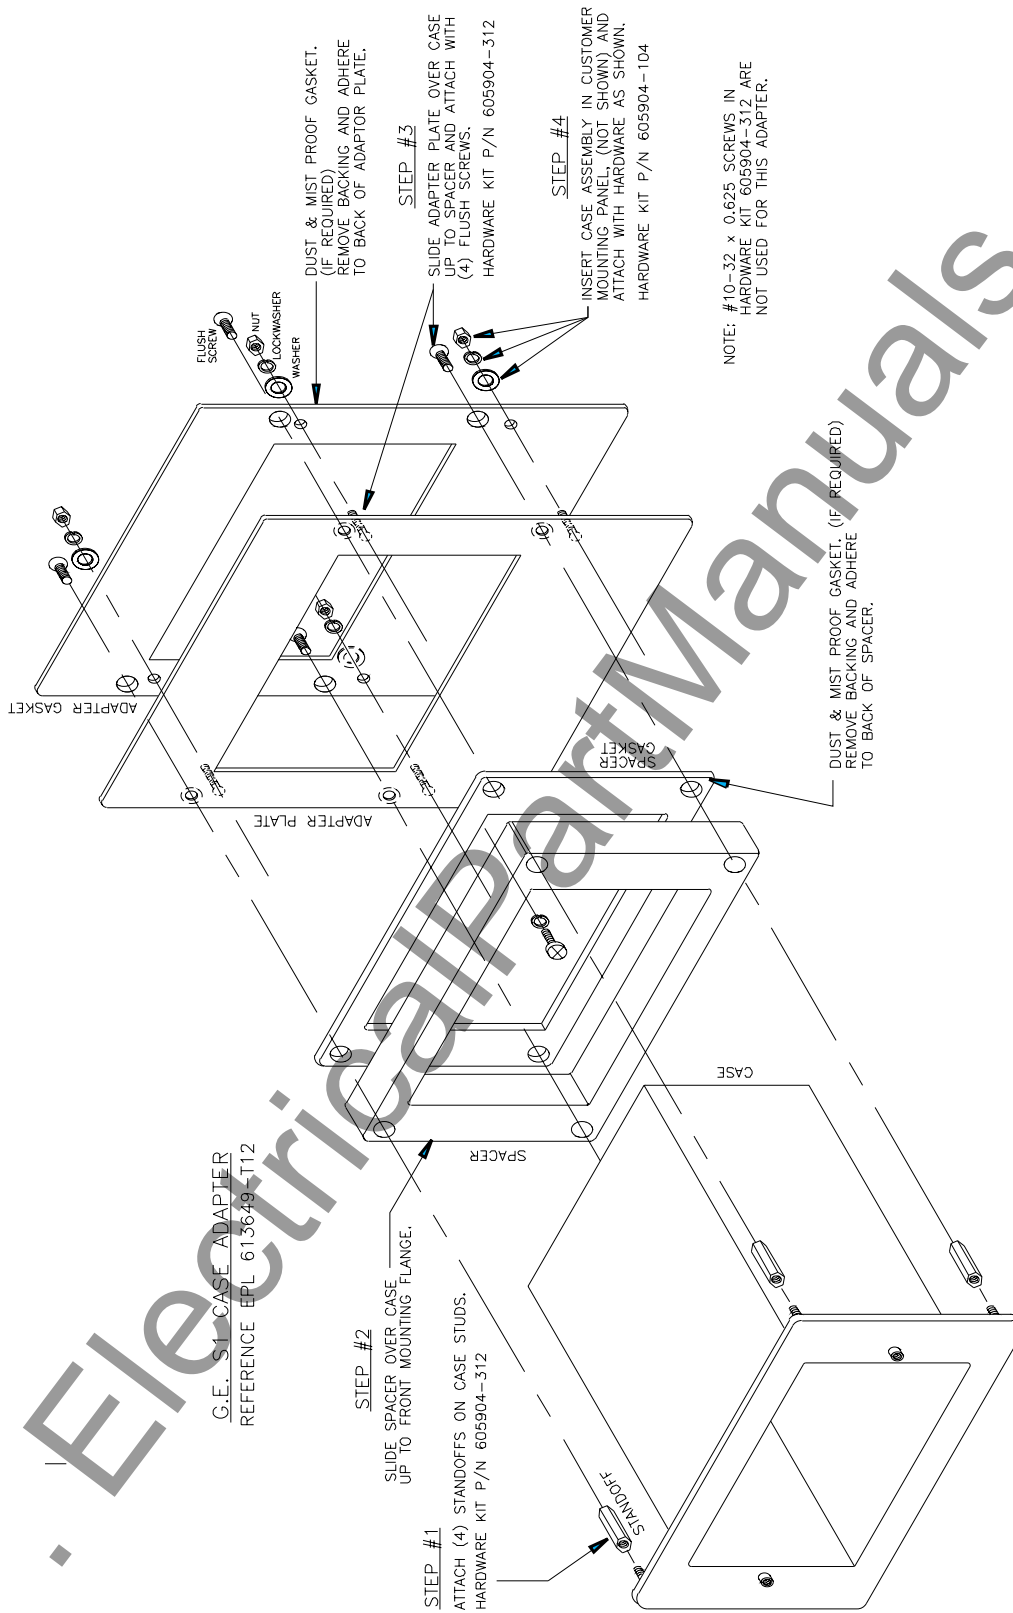 G.E. S1 CASE ADAPTER
REFERENCE EPL 613649-T12
STEP #1
ATTACH (4) STANDOFFS ON CASE STUDS.
HARDWARE KIT P/N 605904-312
STANDOFF
STEP #2
SLIDE SPACER OVER CASE
UP TO FRONT MOUNTING FLANGE.
SPACER
CASE
SPACER
GASKET
DUST & MIST PROOF GASKET. (IF REQUIRED)
REMOVE BACKING AND ADHERE
TO BACK OF SPACER.
ADAPTER PLATE
ADAPTER GASKET
FLUSH
SCREW
NUT
LOCKWASHER
WASHER
DUST & MIST PROOF GASKET.
(IF REQUIRED)
REMOVE BACKING AND ADHERE
TO BACK OF ADAPTOR PLATE.
STEP #3
SLIDE ADAPTER PLATE OVER CASE
UP TO SPACER AND ATTACH WITH
(4) FLUSH SCREWS.
HARDWARE KIT P/N 605904-312
STEP #4
INSERT CASE ASSEMBLY IN CUSTOMER
MOUNTING PANEL, (NOT SHOWN) AND
ATTACH WITH HARDWARE AS SHOWN.
HARDWARE KIT P/N 605904-104
NOTE: #10-32 x 0.625 SCREWS IN
HARDWARE KIT 605904-312 ARE
NOT USED FOR THIS ADAPTER.
. ElectricalPartManuals